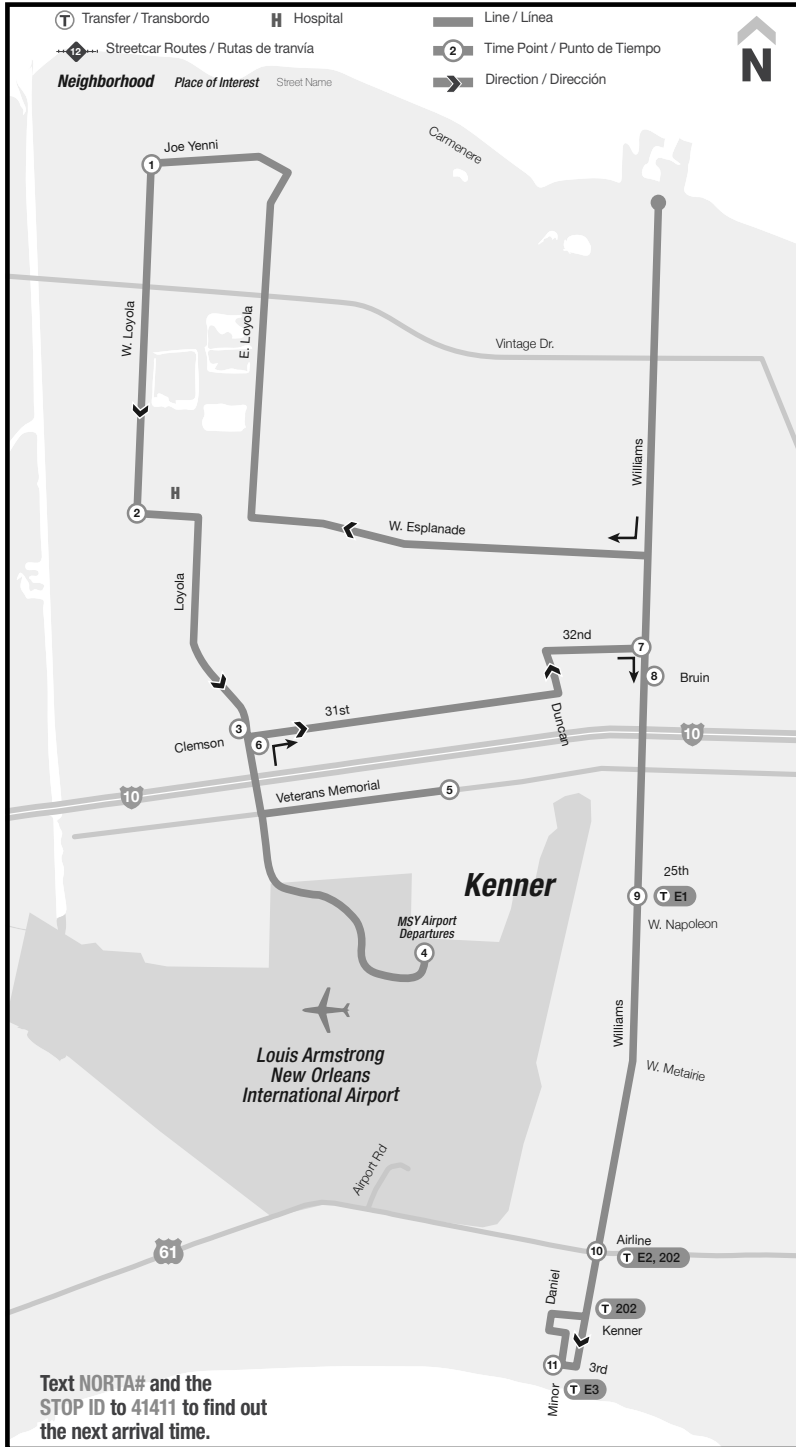 T Transfer / Transbordo
H Hospital
Line / Línea
12 Streetcar Routes / Rutas de tranvía
2 Time Point / Punto de Tiempo
Neighborhood Place of Interest Street Name
Direction / Dirección
N
Carmenere
Joe Yenni
1
W. Loyola
E. Loyola
Vintage Dr.
Williams
H
2
W. Esplanade
Loyola
32nd
7
8 Bruin
31st
Duncan
3
Clemson
6
10
10
Veterans Memorial
5
Kenner
25th
9 T E1
W. Napoleon
MSY Airport
Departures
4
Williams
Louis Armstrong
New Orleans
International Airport
W. Metairie
Airport Rd
61
Airline
10
T E2, 202
Daniel
T 202
Kenner
3rd
11
Minor
T E3
Text NORTA# and the
STOP ID to 41411 to find out
the next arrival time.